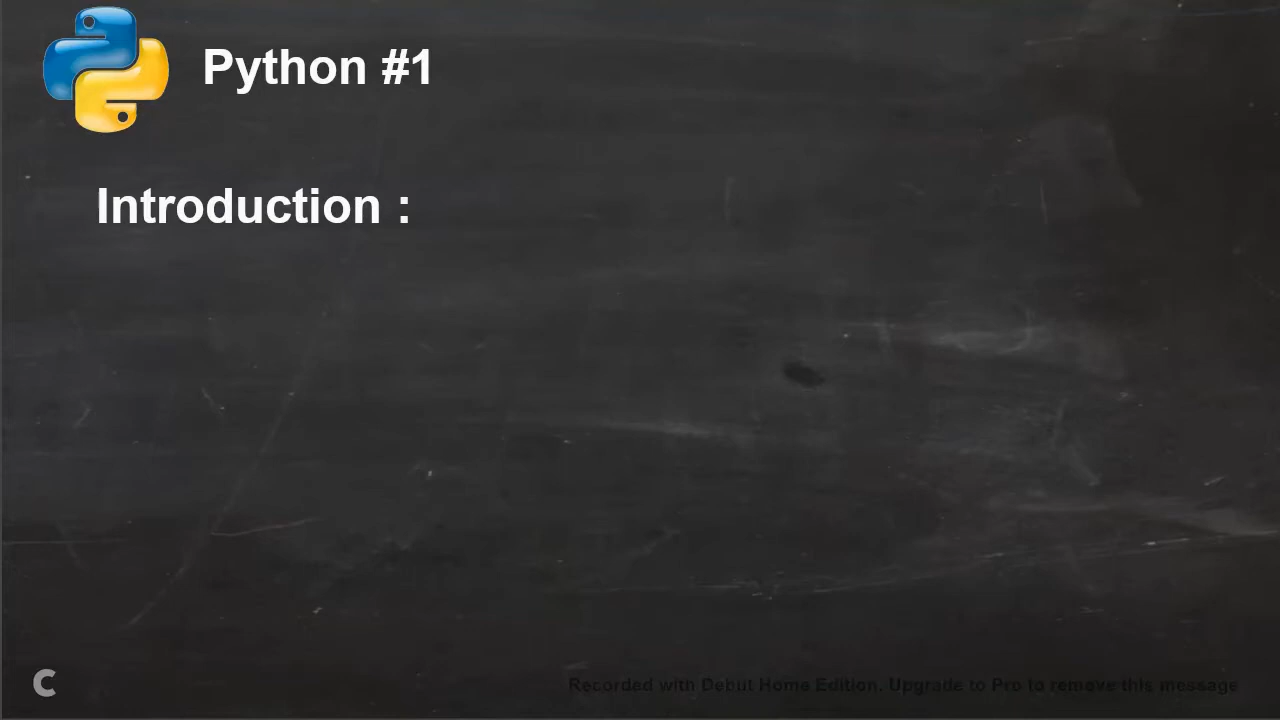 Python #1
Introduction :
C
Recorded with Debut Home Edition. Upgrade to Pro to remove this message